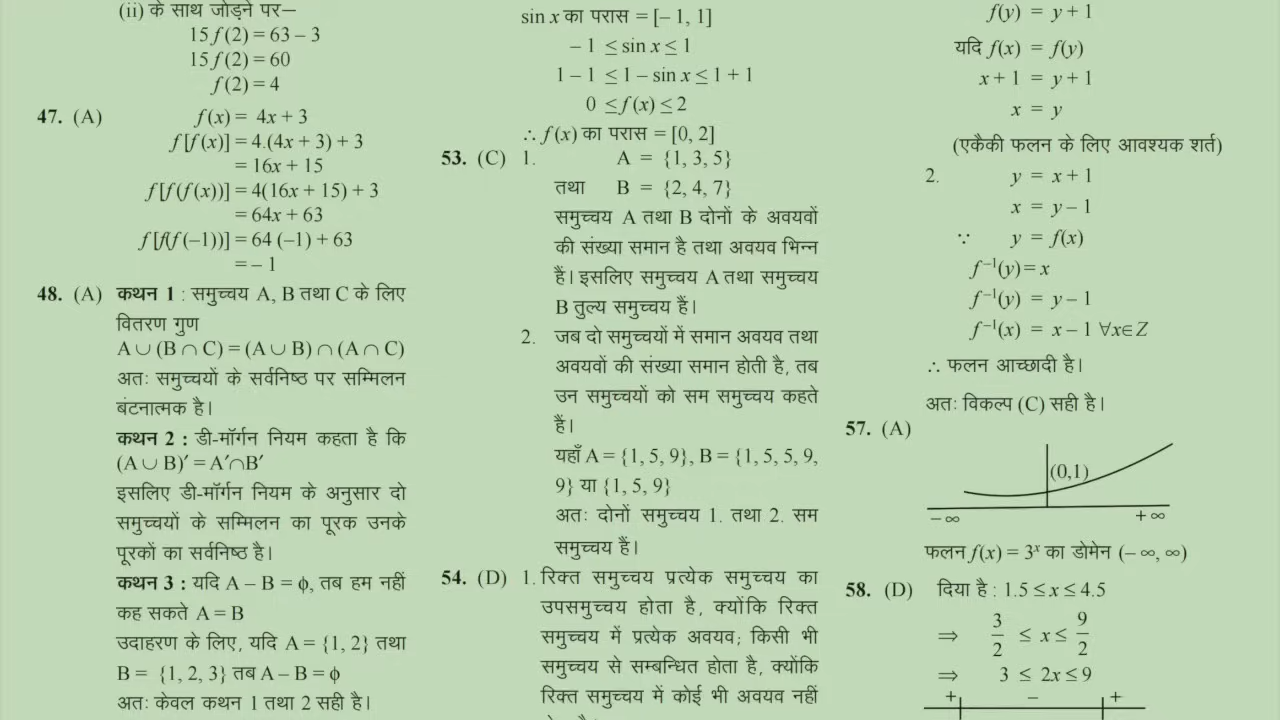 (ii) के साथ जोड़ने पर–
15 f (2) = 63 – 3
15 f (2) = 60
f (2) = 4
47. (A) f (x) = 4x + 3
f [f (x)] = 4.(4x + 3) + 3
= 16x + 15
f [f (f (x))] = 4(16x + 15) + 3
= 64x + 63
f [f(f (–1))] = 64 (–1) + 63
= – 1
48. (A) कथन 1 : समुच्चय A, B तथा C के लिए
वितरण गुण
A ∪ (B ∩ C) = (A ∪ B) ∩ (A ∩ C)
अतः समुच्चयों के सर्वनिष्ठ पर सम्मिलन
बंटनात्मक है।
कथन 2 : डी-मॉर्गन नियम कहता है कि
(A ∪ B)′ = A′∩B′
इसलिए डी-मॉर्गन नियम के अनुसार दो
समुच्चयों के सम्मिलन का पूरक उनके
पूरकों का सर्वनिष्ठ है।
कथन 3 : यदि A – B = ϕ, तब हम नहीं
कह सकते A = B
उदाहरण के लिए, यदि A = {1, 2} तथा
B = {1, 2, 3} तब A – B = ϕ
अतः केवल कथन 1 तथा 2 सही है।
sin x का परास = [– 1, 1]
– 1 ≤ sin x ≤ 1
1 – 1 ≤ 1 – sin x ≤ 1 + 1
0 ≤ f (x) ≤ 2
∴ f (x) का परास = [0, 2]
53. (C) 1. A = {1, 3, 5}
तथा B = {2, 4, 7}
समुच्चय A तथा B दोनों के अवयवों
की संख्या समान है तथा अवयव भिन्न
हैं। इसलिए समुच्चय A तथा समुच्चय
B तुल्य समुच्चय हैं।
2. जब दो समुच्चयों में समान अवयव तथा
अवयवों की संख्या समान होती है, तब
उन समुच्चयों को सम समुच्चय कहते
हैं।
यहाँ A = {1, 5, 9}, B = {1, 5, 5, 9,
9} या {1, 5, 9}
अतः दोनों समुच्चय 1. तथा 2. सम
समुच्चय हैं।
54. (D) 1. रिक्त समुच्चय प्रत्येक समुच्चय का
उपसमुच्चय होता है, क्योंकि रिक्त
समुच्चय में प्रत्येक अवयव; किसी भी
समुच्चय से सम्बन्धित होता है, क्योंकि
रिक्त समुच्चय में कोई भी अवयव नहीं
f(y) = y + 1
यदि f(x) = f(y)
x + 1 = y + 1
x = y
(एकैकी फलन के लिए आवश्यक शर्त)
2. y = x + 1
x = y – 1
∵ y = f(x)
f⁻¹(y) = x
f⁻¹(y) = y – 1
f⁻¹(x) = x – 1 ∀x∈Z
∴ फलन आच्छादी है।
अतः विकल्प (C) सही है।
57. (A)
(0,1)
– ∞ + ∞
फलन f(x) = 3ˣ का डोमेन (– ∞, ∞)
58. (D) दिया है : 1.5 ≤ x ≤ 4.5
⇒ 3/2 ≤ x ≤ 9/2
⇒ 3 ≤ 2x ≤ 9
+ – +